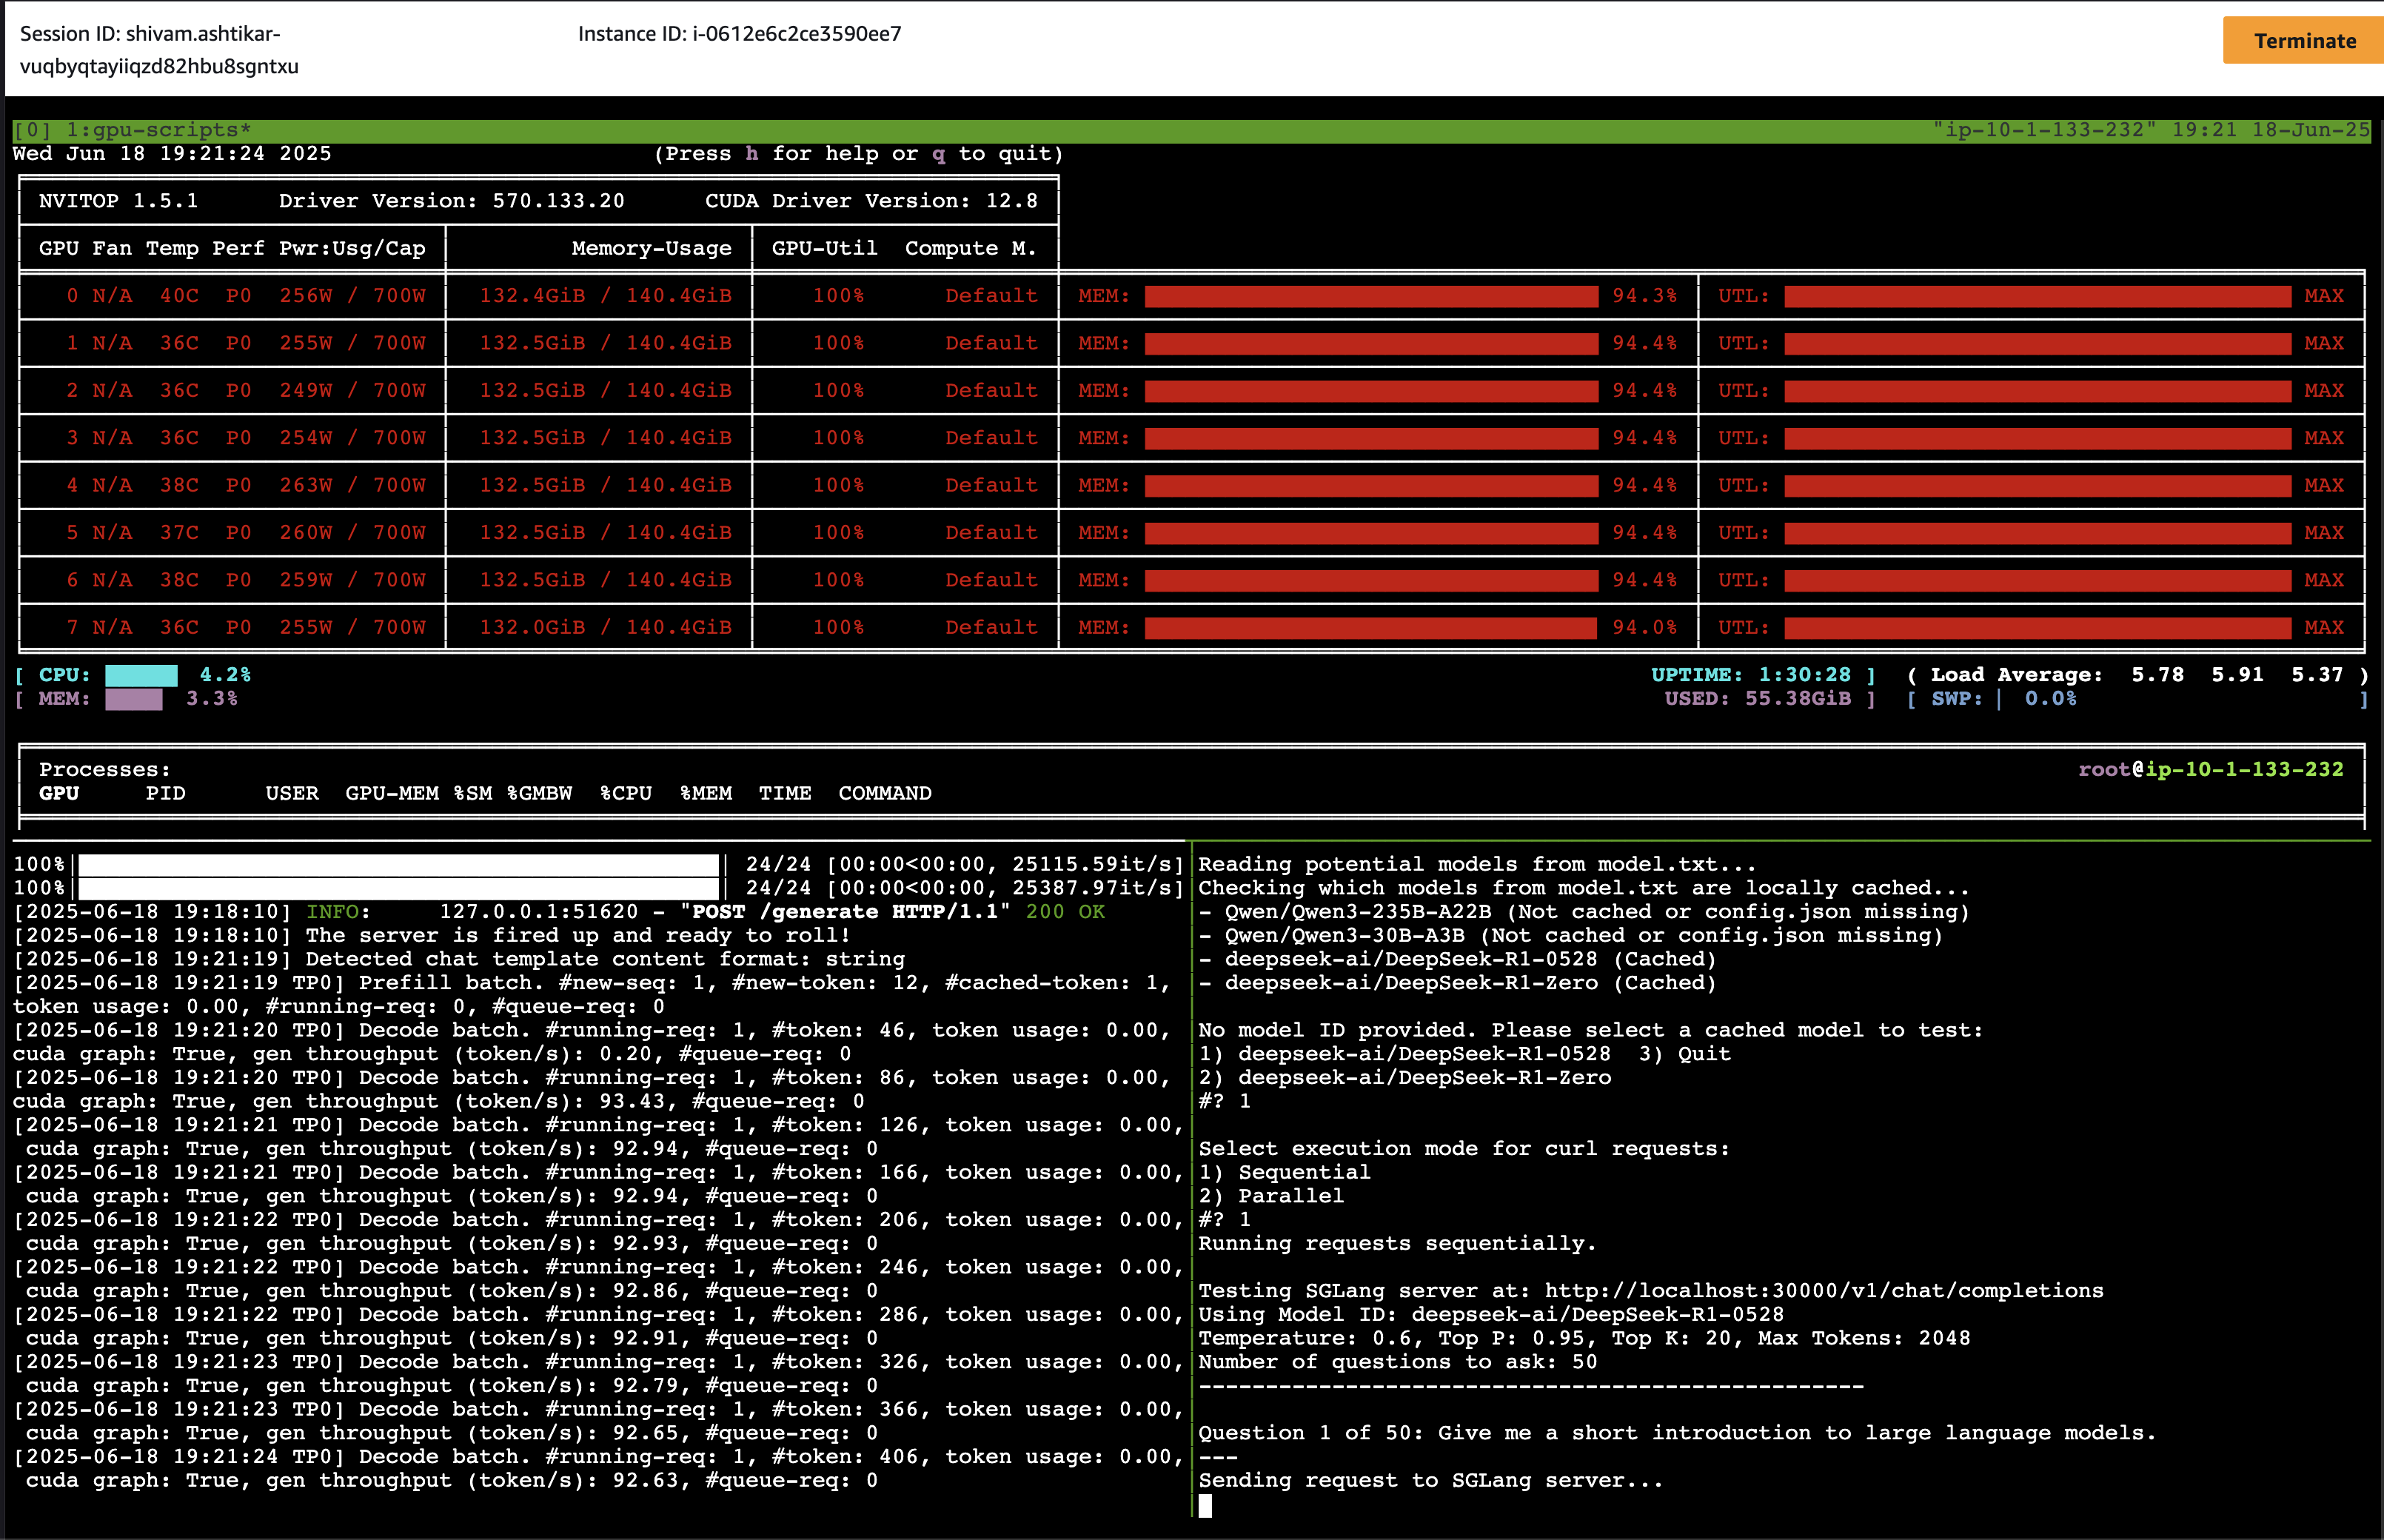 Session ID: shivam.ashtikar-
vuqbyqtayiiqzd82hbu8sgntxu
Instance ID: i-0612e6c2ce3590ee7
Terminate
[0] 1:gpu-scripts* "ip-10-1-133-232" 19:21 18-Jun-25
Wed Jun 18 19:21:24 2025 (Press h for help or q to quit)
NVITOP 1.5.1 Driver Version: 570.133.20 CUDA Driver Version: 12.8
GPU Fan Temp Perf Pwr:Usg/Cap Memory-Usage GPU-Util Compute M.
0 N/A 40C P0 256W / 700W 132.4GiB / 140.4GiB 100% Default MEM: 94.3% UTL: MAX
1 N/A 36C P0 255W / 700W 132.5GiB / 140.4GiB 100% Default MEM: 94.4% UTL: MAX
2 N/A 36C P0 249W / 700W 132.5GiB / 140.4GiB 100% Default MEM: 94.4% UTL: MAX
3 N/A 36C P0 254W / 700W 132.5GiB / 140.4GiB 100% Default MEM: 94.4% UTL: MAX
4 N/A 38C P0 263W / 700W 132.5GiB / 140.4GiB 100% Default MEM: 94.4% UTL: MAX
5 N/A 37C P0 260W / 700W 132.5GiB / 140.4GiB 100% Default MEM: 94.4% UTL: MAX
6 N/A 38C P0 259W / 700W 132.5GiB / 140.4GiB 100% Default MEM: 94.4% UTL: MAX
7 N/A 36C P0 255W / 700W 132.0GiB / 140.4GiB 100% Default MEM: 94.0% UTL: MAX
[ CPU: 4.2% UPTIME: 1:30:28 ] ( Load Average: 5.78 5.91 5.37 )
[ MEM: 3.3% USED: 55.38GiB ] [ SWP: 0.0% ]
Processes: root@ip-10-1-133-232
GPU PID USER GPU-MEM %SM %GMBW %CPU %MEM TIME COMMAND
100%| | 24/24 [00:00<00:00, 25115.59it/s]
100%| | 24/24 [00:00<00:00, 25387.97it/s]
[2025-06-18 19:18:10] INFO: 127.0.0.1:51620 - "POST /generate HTTP/1.1" 200 OK
[2025-06-18 19:18:10] The server is fired up and ready to roll!
[2025-06-18 19:21:19] Detected chat template content format: string
[2025-06-18 19:21:19 TP0] Prefill batch. #new-seq: 1, #new-token: 12, #cached-token: 1,
token usage: 0.00, #running-req: 0, #queue-req: 0
[2025-06-18 19:21:20 TP0] Decode batch. #running-req: 1, #token: 46, token usage: 0.00,
cuda graph: True, gen throughput (token/s): 0.20, #queue-req: 0
[2025-06-18 19:21:20 TP0] Decode batch. #running-req: 1, #token: 86, token usage: 0.00,
cuda graph: True, gen throughput (token/s): 93.43, #queue-req: 0
[2025-06-18 19:21:21 TP0] Decode batch. #running-req: 1, #token: 126, token usage: 0.00,
cuda graph: True, gen throughput (token/s): 92.94, #queue-req: 0
[2025-06-18 19:21:21 TP0] Decode batch. #running-req: 1, #token: 166, token usage: 0.00,
cuda graph: True, gen throughput (token/s): 92.94, #queue-req: 0
[2025-06-18 19:21:22 TP0] Decode batch. #running-req: 1, #token: 206, token usage: 0.00,
cuda graph: True, gen throughput (token/s): 92.93, #queue-req: 0
[2025-06-18 19:21:22 TP0] Decode batch. #running-req: 1, #token: 246, token usage: 0.00,
cuda graph: True, gen throughput (token/s): 92.86, #queue-req: 0
[2025-06-18 19:21:22 TP0] Decode batch. #running-req: 1, #token: 286, token usage: 0.00,
cuda graph: True, gen throughput (token/s): 92.91, #queue-req: 0
[2025-06-18 19:21:23 TP0] Decode batch. #running-req: 1, #token: 326, token usage: 0.00,
cuda graph: True, gen throughput (token/s): 92.79, #queue-req: 0
[2025-06-18 19:21:23 TP0] Decode batch. #running-req: 1, #token: 366, token usage: 0.00,
cuda graph: True, gen throughput (token/s): 92.65, #queue-req: 0
[2025-06-18 19:21:24 TP0] Decode batch. #running-req: 1, #token: 406, token usage: 0.00,
cuda graph: True, gen throughput (token/s): 92.63, #queue-req: 0
Reading potential models from model.txt...
Checking which models from model.txt are locally cached...
- Qwen/Qwen3-235B-A22B (Not cached or config.json missing)
- Qwen/Qwen3-30B-A3B (Not cached or config.json missing)
- deepseek-ai/DeepSeek-R1-0528 (Cached)
- deepseek-ai/DeepSeek-R1-Zero (Cached)
No model ID provided. Please select a cached model to test:
1) deepseek-ai/DeepSeek-R1-0528 3) Quit
2) deepseek-ai/DeepSeek-R1-Zero
#? 1
Select execution mode for curl requests:
1) Sequential
2) Parallel
#? 1
Running requests sequentially.
Testing SGLang server at: http://localhost:30000/v1/chat/completions
Using Model ID: deepseek-ai/DeepSeek-R1-0528
Temperature: 0.6, Top P: 0.95, Top K: 20, Max Tokens: 2048
Number of questions to ask: 50
--------------------------------------------------
Question 1 of 50: Give me a short introduction to large language models.
---
Sending request to SGLang server...